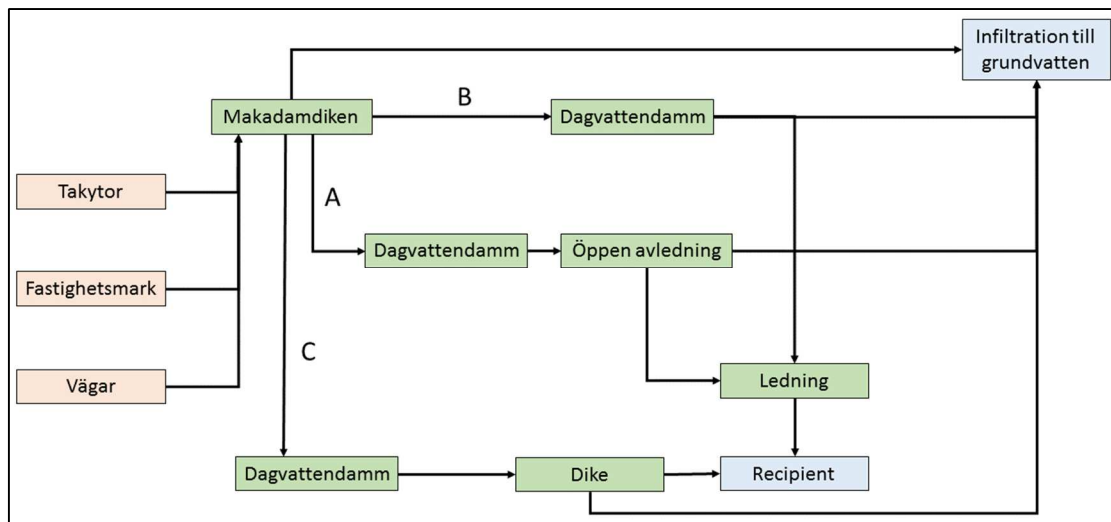 Infiltration till
grundvatten
B
Makadamdiken
Dagvattendamm
Takytor
A
Dagvattendamm
Öppen avledning
Fastighetsmark
C
Vägar
Ledning
Dagvattendamm
Dike
Recipient